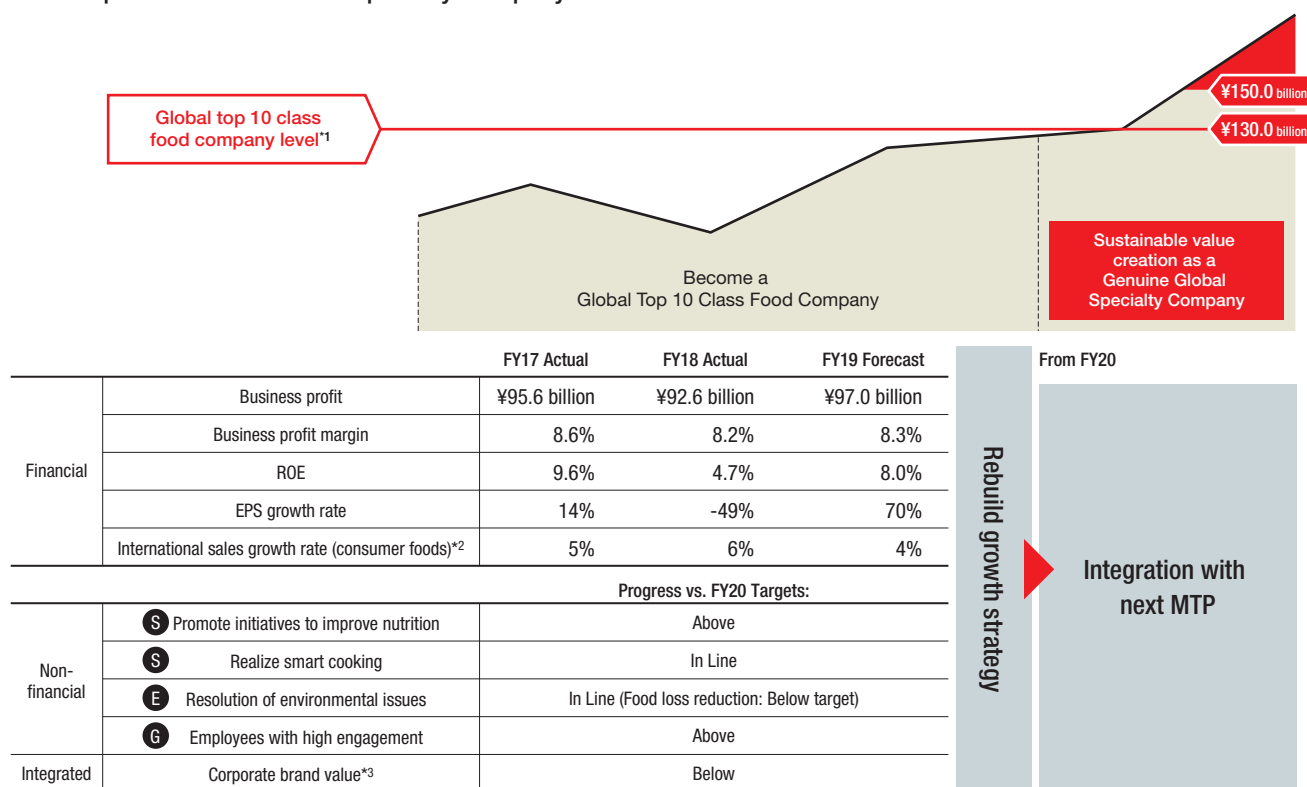 Global top 10 class
food company level*1
¥150.0 billion
¥130.0 billion
Become a
Global Top 10 Class Food Company
Sustainable value
creation as a
Genuine Global
Specialty Company
FY17 Actual FY18 Actual FY19 Forecast From FY20
Financial
Business profit ¥95.6 billion ¥92.6 billion ¥97.0 billion
Business profit margin 8.6% 8.2% 8.3%
ROE 9.6% 4.7% 8.0%
EPS growth rate 14% -49% 70%
International sales growth rate (consumer foods)*2 5% 6% 4%
Progress vs. FY20 Targets:
Non-
financial
S Promote initiatives to improve nutrition Above
S Realize smart cooking In Line
E Resolution of environmental issues In Line (Food loss reduction: Below target)
G Employees with high engagement Above
Integrated Corporate brand value*3 Below
Rebuild growth strategy
Integration with
next MTP